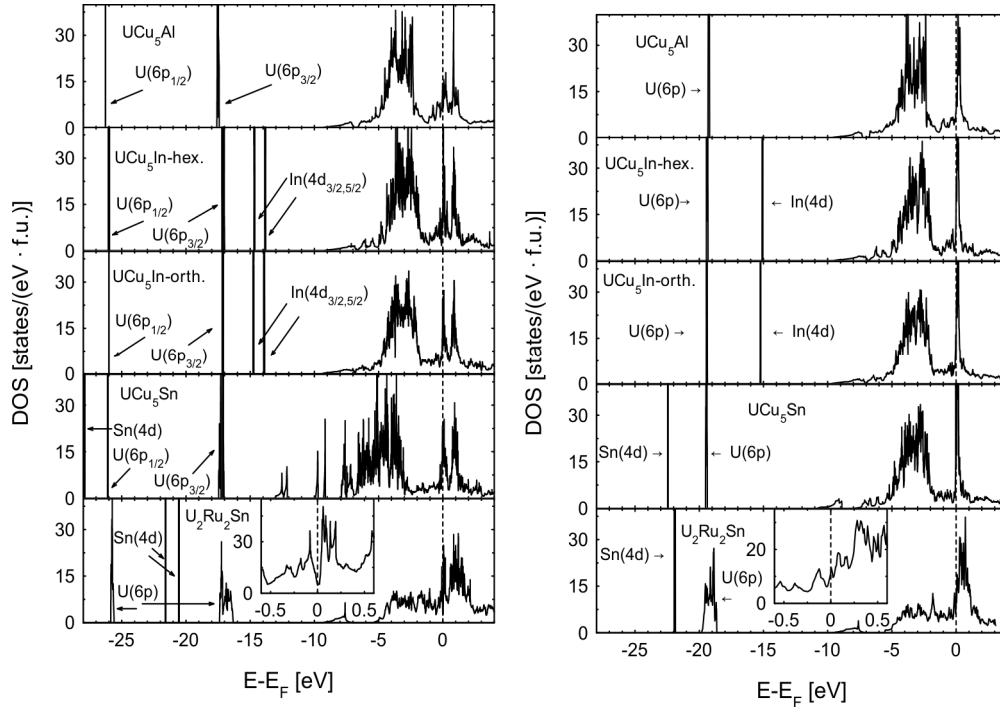 DOS [states/(eV · f.u.)]
30
15
0
UCu5Al
U(6p1/2)
U(6p3/2)
30
15
0
UCu5In-hex.
U(6p1/2)
U(6p3/2)
In(4d3/2,5/2)
30
15
0
UCu5In-orth.
U(6p1/2)
U(6p3/2)
In(4d3/2,5/2)
30
15
0
UCu5Sn
Sn(4d)
U(6p1/2)
U(6p3/2)
30
15
0
U2Ru2Sn
Sn(4d)
U(6p)
30
0
-0.5 0 0.5
-25 -20 -15 -10 -5 0
E-EF [eV]
DOS [states/(eV · f.u.)]
30
15
0
UCu5Al
U(6p)
30
15
0
UCu5In-hex.
U(6p)
In(4d)
30
15
0
UCu5In-orth.
U(6p)
In(4d)
30
15
0
UCu5Sn
Sn(4d)
U(6p)
30
15
0
U2Ru2Sn
Sn(4d)
U(6p)
20
0
-0.5 0 0.5
-25 -20 -15 -10 -5 0
E-EF [eV]